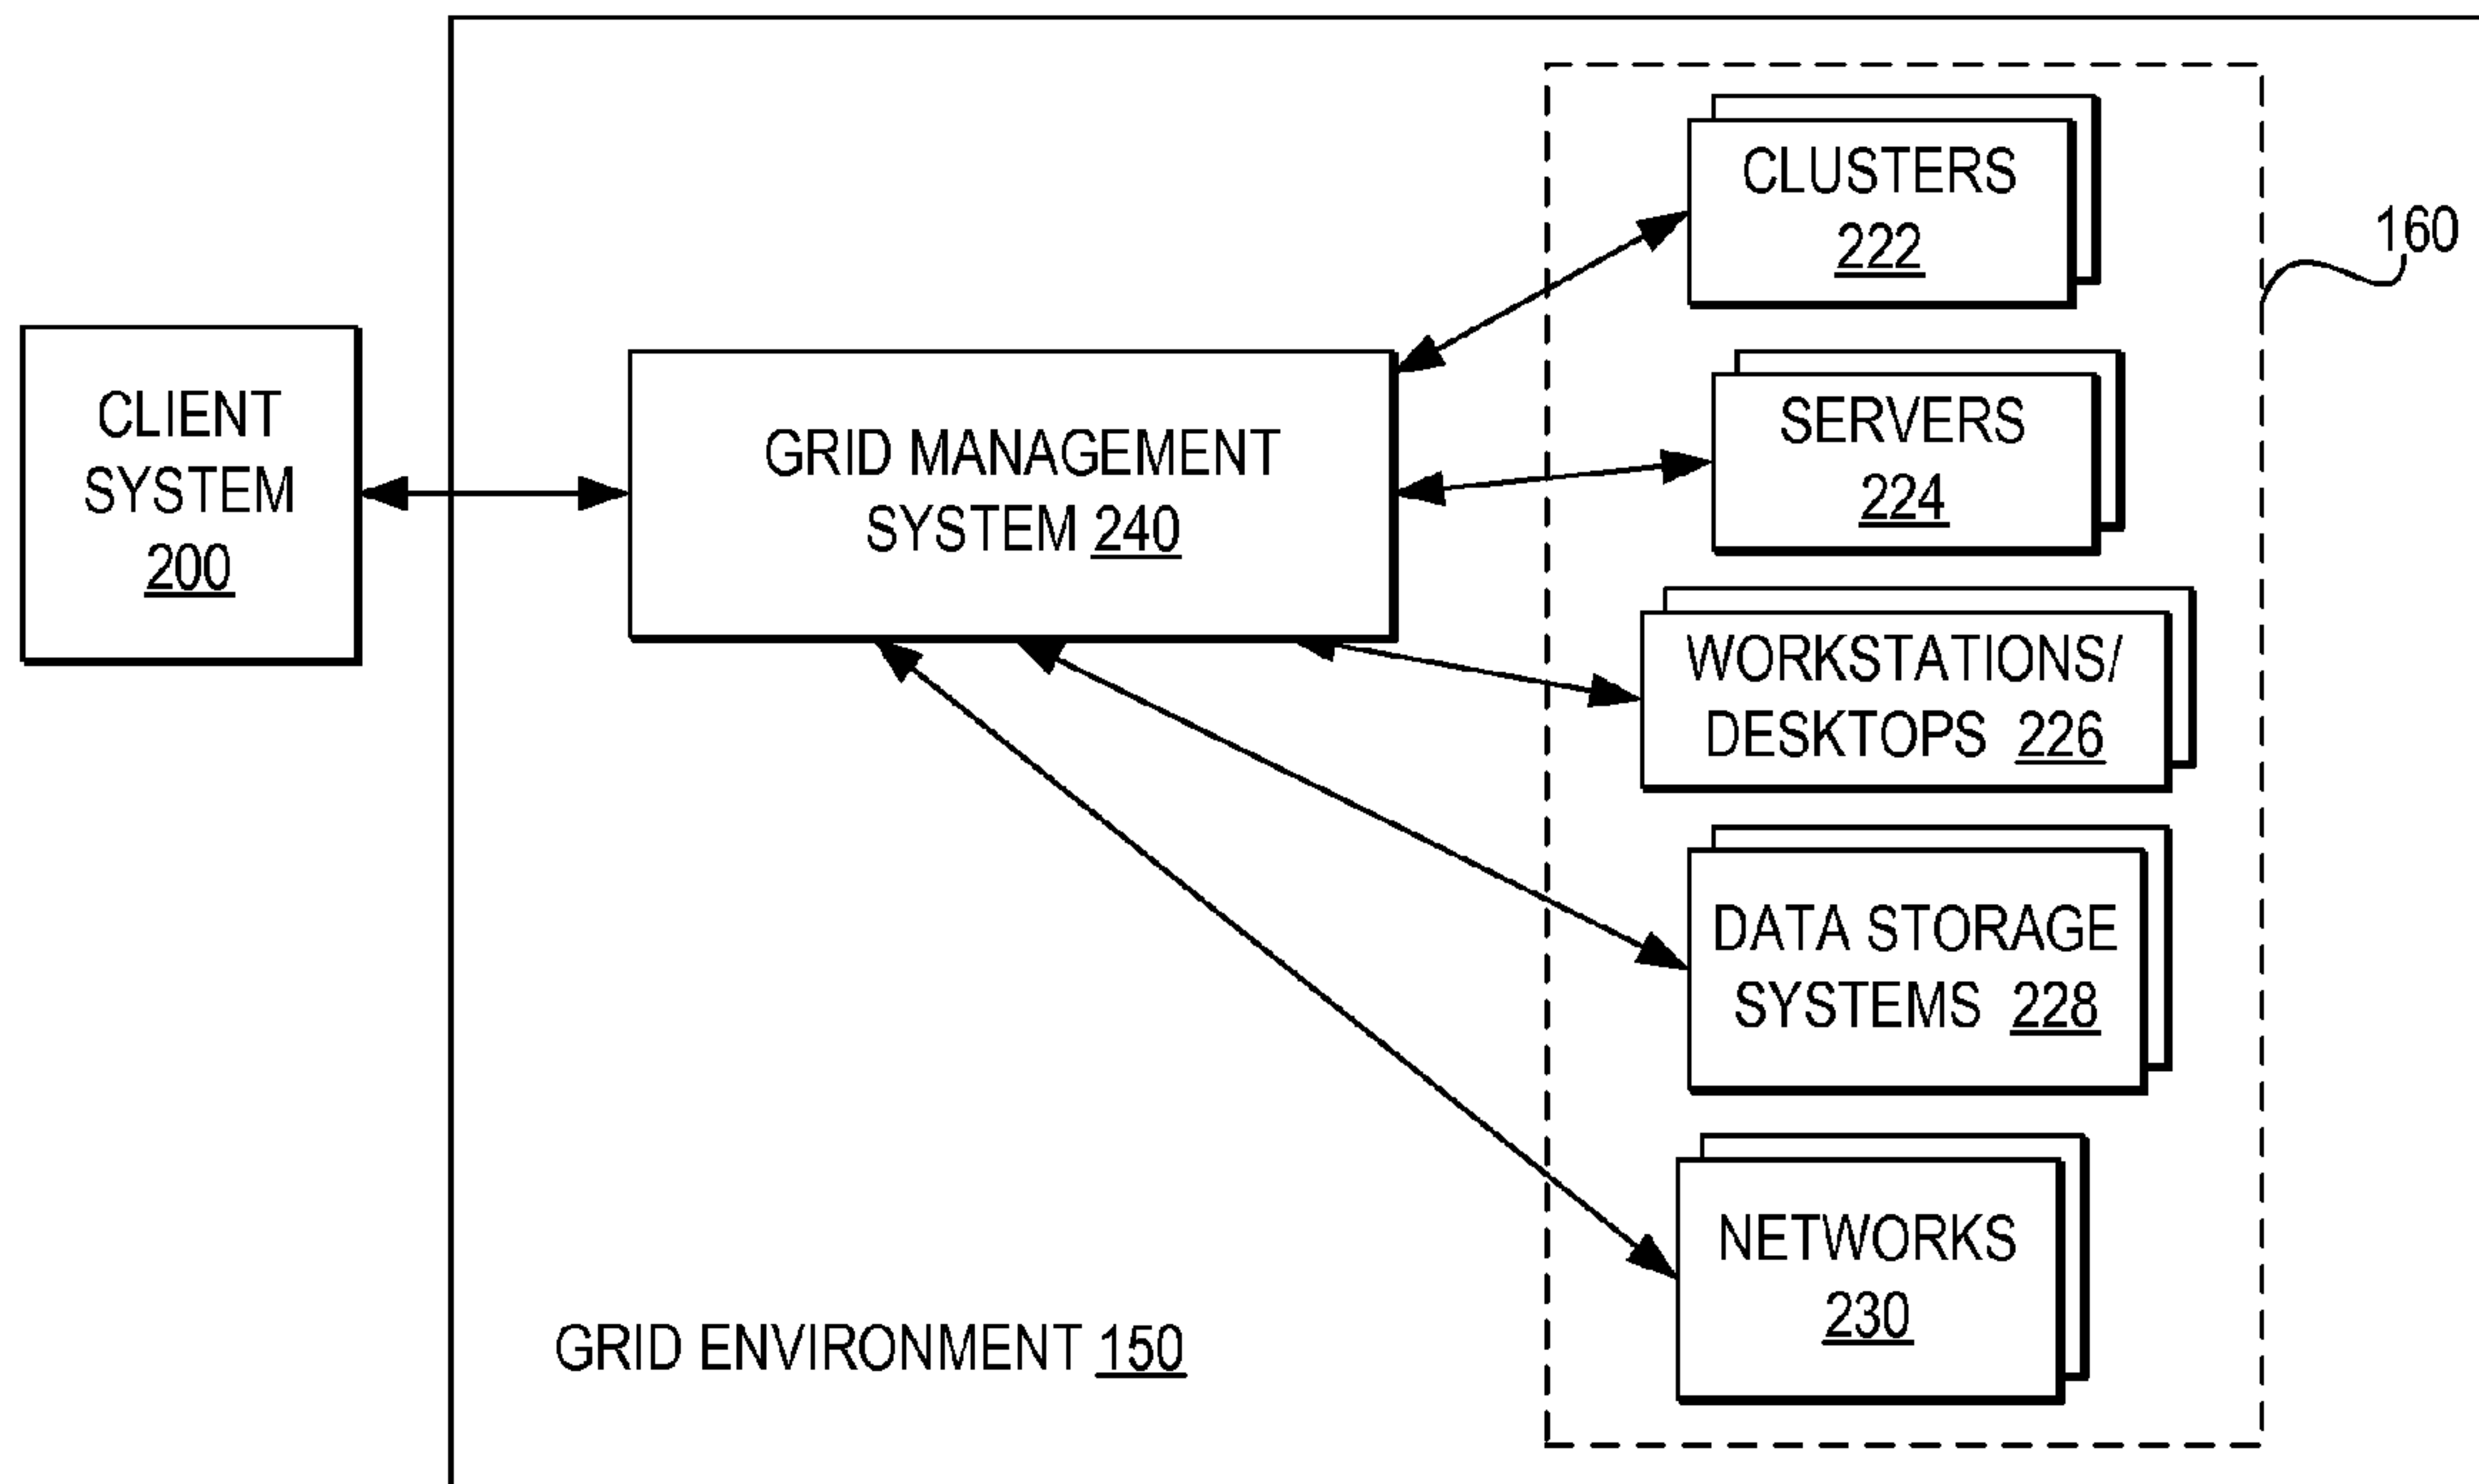 CLIENT
SYSTEM
200
GRID MANAGEMENT
SYSTEM 240
CLUSTERS
222
160
SERVERS
224
WORKSTATIONS/
DESKTOPS 226
DATA STORAGE
SYSTEMS 228
NETWORKS
230
GRID ENVIRONMENT 150